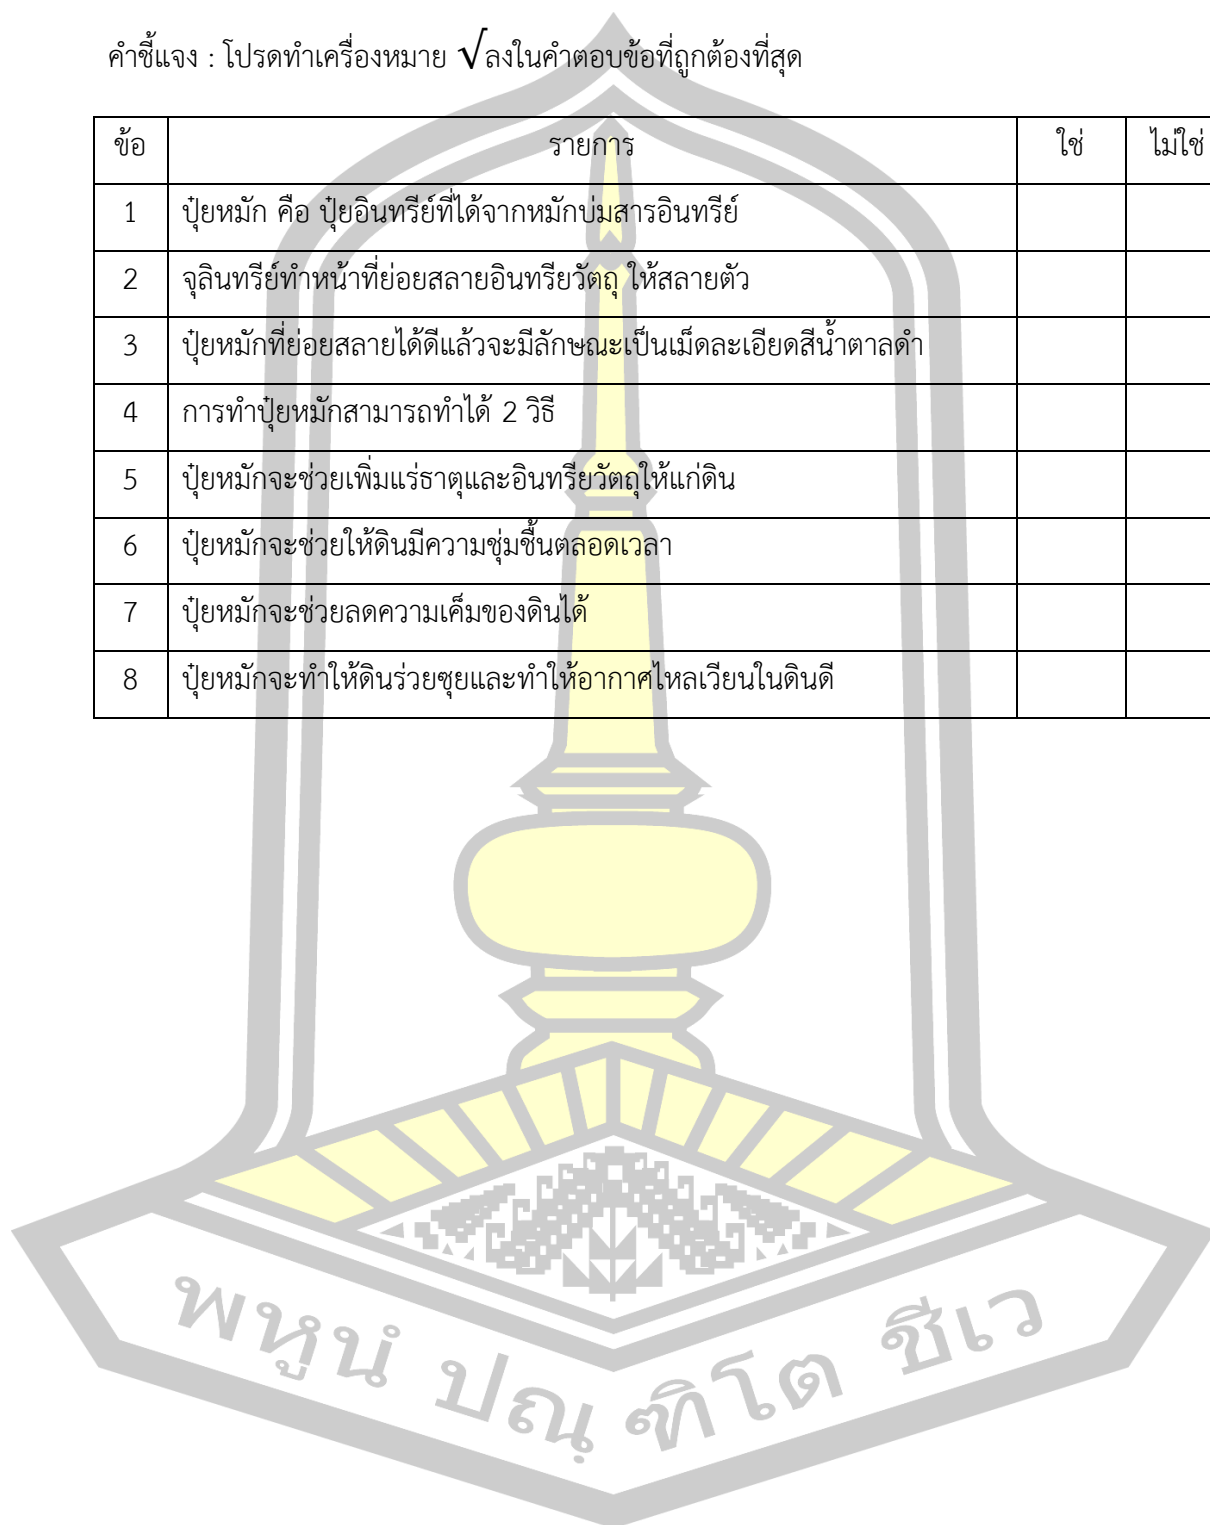 คำชี้แจง : โปรดทำเครื่องหมาย √ ลงในคำตอบข้อที่ถูกต้องที่สุด
ข้อ รายการ ใช่ ไม่ใช่
1 ปุ๋ยหมัก คือ ปุ๋ยอินทรีย์ที่ได้จากหมักบ่มสารอินทรีย์
2 จุลินทรีย์ทำหน้าที่ย่อยสลายอินทรียวัตถุ ให้สลายตัว
3 ปุ๋ยหมักที่ย่อยสลายได้ดีแล้วจะมีลักษณะเป็นเม็ดละเอียดสีน้ำตาลดำ
4 การทำปุ๋ยหมักสามารถทำได้ 2 วิธี
5 ปุ๋ยหมักจะช่วยเพิ่มแร่ธาตุและอินทรียวัตถุให้แก่ดิน
6 ปุ๋ยหมักจะช่วยให้ดินมีความชุ่มชื้นตลอดเวลา
7 ปุ๋ยหมักจะช่วยลดความเค็มของดินได้
8 ปุ๋ยหมักจะทำให้ดินร่วยซุยและทำให้อากาศไหลเวียนในดินดี
พหูนํ ปณฺฑิโต ชีเว